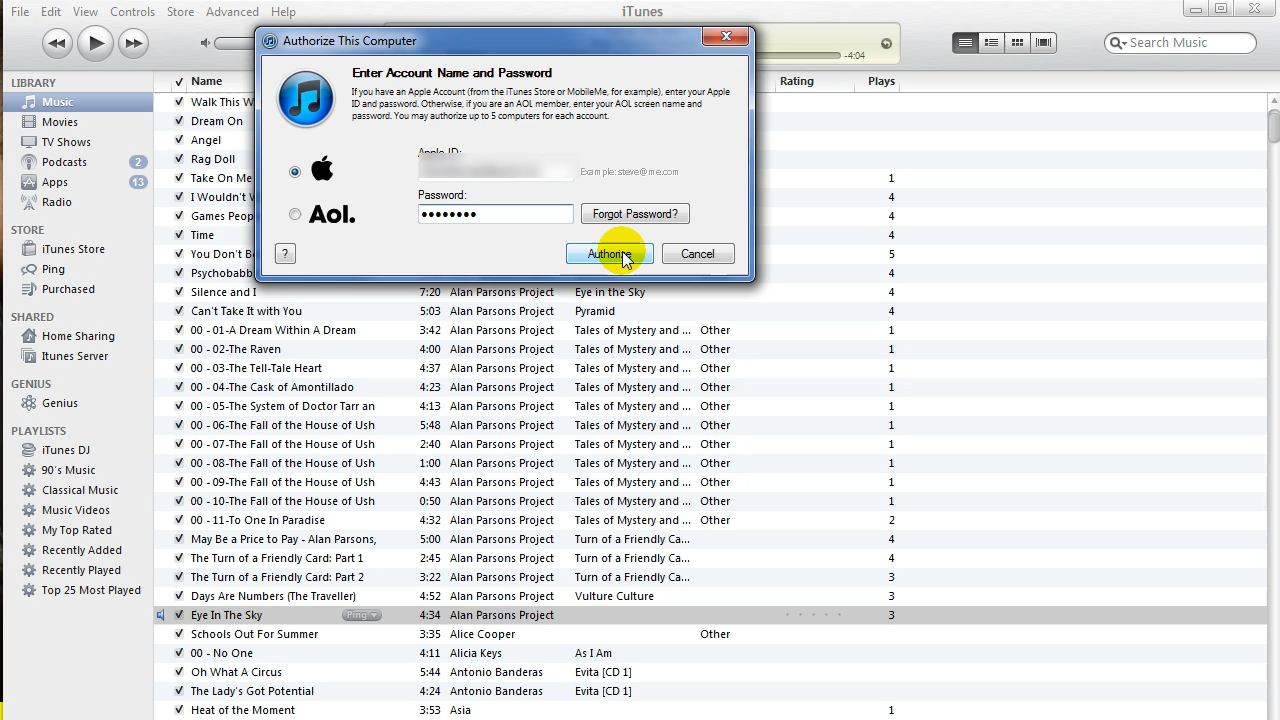 File Edit View Controls Store Advanced Help
iTunes
-4:04
Search Music
Authorize This Computer
Enter Account Name and Password
If you have an Apple Account (from the iTunes Store or MobileMe, for example), enter your Apple
ID and password. Otherwise, if you are an AOL member, enter your AOL screen name and
password. You may authorize up to 5 computers for each account.
Apple ID:
Example: steve@me.com
Password:
Aol.
Forgot Password?
?
Authorize
Cancel
LIBRARY
Music
Movies
TV Shows
Podcasts 2
Apps 13
Radio
STORE
iTunes Store
Ping
Purchased
SHARED
Home Sharing
Itunes Server
GENIUS
Genius
PLAYLISTS
iTunes DJ
90's Music
Classical Music
Music Videos
My Top Rated
Recently Added
Recently Played
Top 25 Most Played
Name Rating Plays
Walk This W
Dream On
Angel
Rag Doll
Take On Me 1
I Wouldn't W 4
Games Peop 4
Time 4
You Don't Be 5
Psychobabb 4
Silence and I 7:20 Alan Parsons Project Eye in the Sky 4
Can't Take It with You 5:03 Alan Parsons Project Pyramid 4
00 - 01-A Dream Within A Dream 3:42 Alan Parsons Project Tales of Mystery and ... Other 1
00 - 02-The Raven 4:00 Alan Parsons Project Tales of Mystery and ... Other 1
00 - 03-The Tell-Tale Heart 4:37 Alan Parsons Project Tales of Mystery and ... Other 1
00 - 04-The Cask of Amontillado 4:23 Alan Parsons Project Tales of Mystery and ... Other 1
00 - 05-The System of Doctor Tarr an 4:13 Alan Parsons Project Tales of Mystery and ... Other 1
00 - 06-The Fall of the House of Ush 5:48 Alan Parsons Project Tales of Mystery and ... Other 1
00 - 07-The Fall of the House of Ush 2:40 Alan Parsons Project Tales of Mystery and ... Other 1
00 - 08-The Fall of the House of Ush 1:00 Alan Parsons Project Tales of Mystery and ... Other 1
00 - 09-The Fall of the House of Ush 4:43 Alan Parsons Project Tales of Mystery and ... Other 1
00 - 10-The Fall of the House of Ush 0:50 Alan Parsons Project Tales of Mystery and ... Other 1
00 - 11-To One In Paradise 4:32 Alan Parsons Project Tales of Mystery and ... Other 2
May Be a Price to Pay - Alan Parsons, 5:00 Alan Parsons Project Turn of a Friendly Ca... 4
The Turn of a Friendly Card: Part 1 2:45 Alan Parsons Project Turn of a Friendly Ca... 4
The Turn of a Friendly Card: Part 2 3:22 Alan Parsons Project Turn of a Friendly Ca... 3
Days Are Numbers (The Traveller) 4:52 Alan Parsons Project Vulture Culture 3
Eye In The Sky Ping 4:34 Alan Parsons Project 3
Schools Out For Summer 3:35 Alice Cooper Other
00 - No One 4:11 Alicia Keys As I Am
Oh What A Circus 5:44 Antonio Banderas Evita [CD 1]
The Lady's Got Potential 4:24 Antonio Banderas Evita [CD 1]
Heat of the Moment 3:53 Asia 1